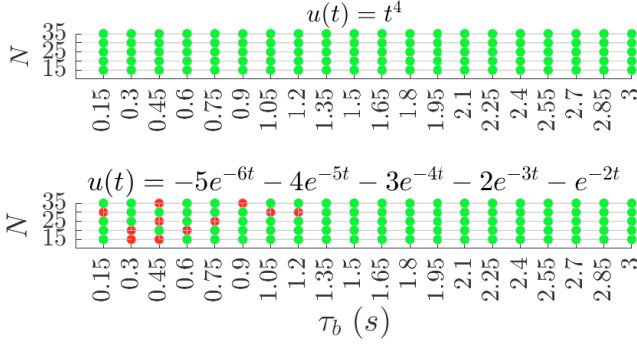 u(t) = t⁴
35
25
15
N
0.15 0.3 0.45 0.6 0.75 0.9 1.05 1.2 1.35 1.5 1.65 1.8 1.95 2.1 2.25 2.4 2.55 2.7 2.85 3
u(t) = −5e^{−6t} − 4e^{−5t} − 3e^{−4t} − 2e^{−3t} − e^{−2t}
35
25
15
N
0.15 0.3 0.45 0.6 0.75 0.9 1.05 1.2 1.35 1.5 1.65 1.8 1.95 2.1 2.25 2.4 2.55 2.7 2.85 3
τ_b (s)